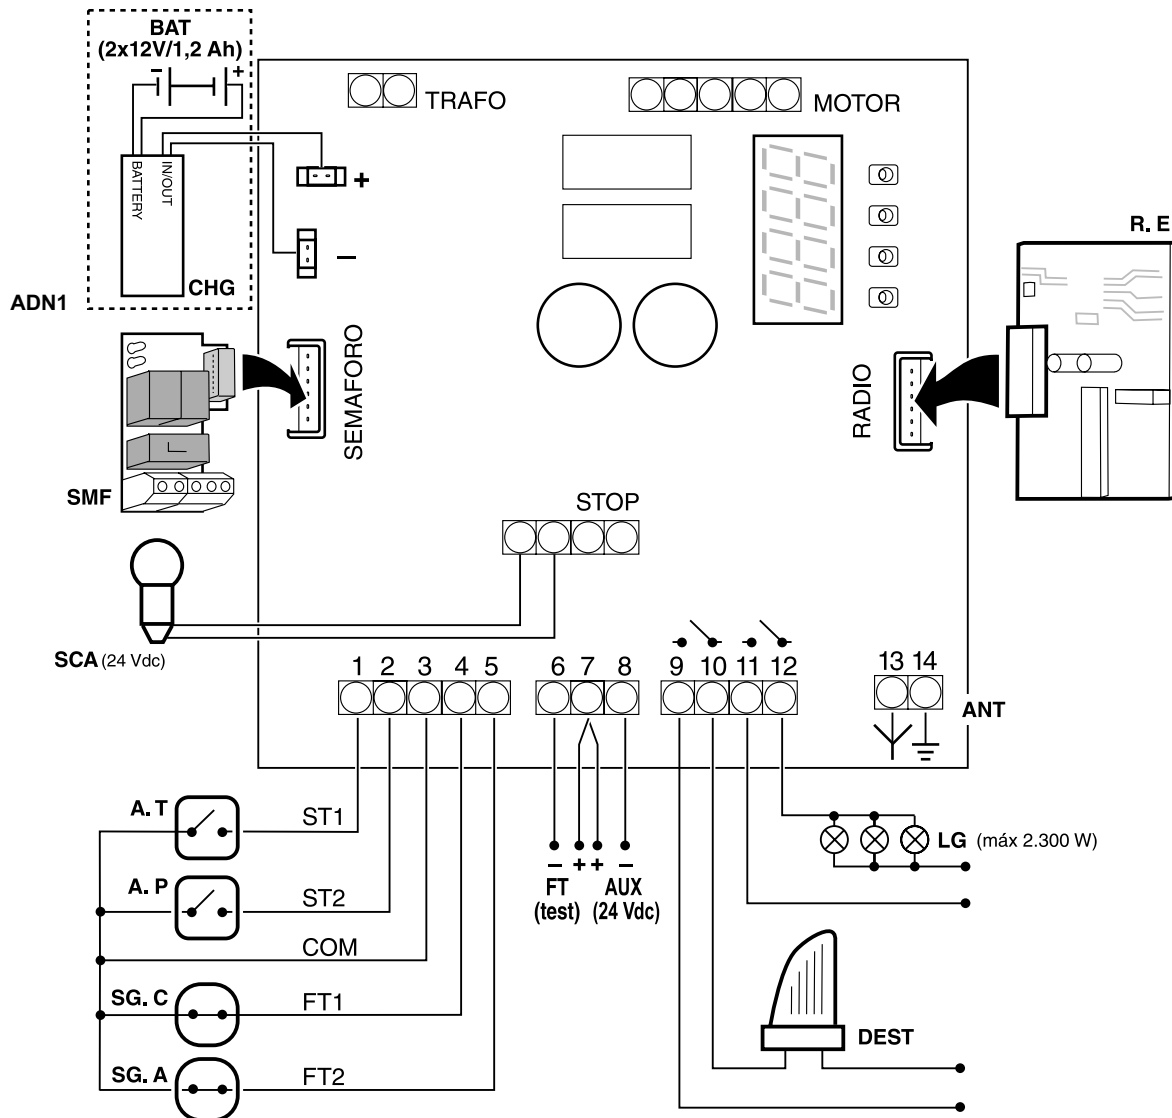 BAT
(2x12V/1,2 Ah)
− +
TRAFO
MOTOR
BATTERY
IN/OUT
+
−
CHG
ADN1
R. E
SEMAFORO
RADIO
SMF
STOP
SCA (24 Vdc)
1 2 3 4 5
6 7 8
9 10 11 12
13 14
ANT
A. T
ST1
A. P
ST2
COM
SG. C
FT1
SG. A
FT2
− + + −
FT
(test)
AUX
(24 Vdc)
LG (máx 2.300 W)
DEST